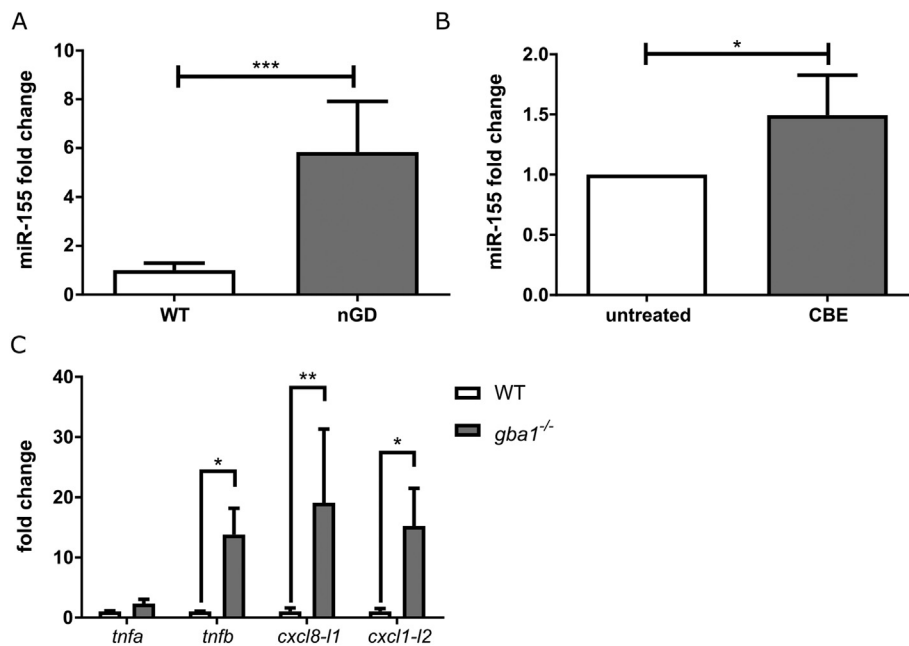 A
miR-155 fold change
10
8
6
4
2
0
***
WT
nGD
B
miR-155 fold change
2.0
1.5
1.0
0.5
0.0
*
untreated
CBE
C
fold change
40
30
20
10
0
*
**
*
tnfa
tnfb
cxcl8-l1
cxcl1-l2
WT
gba1-/-